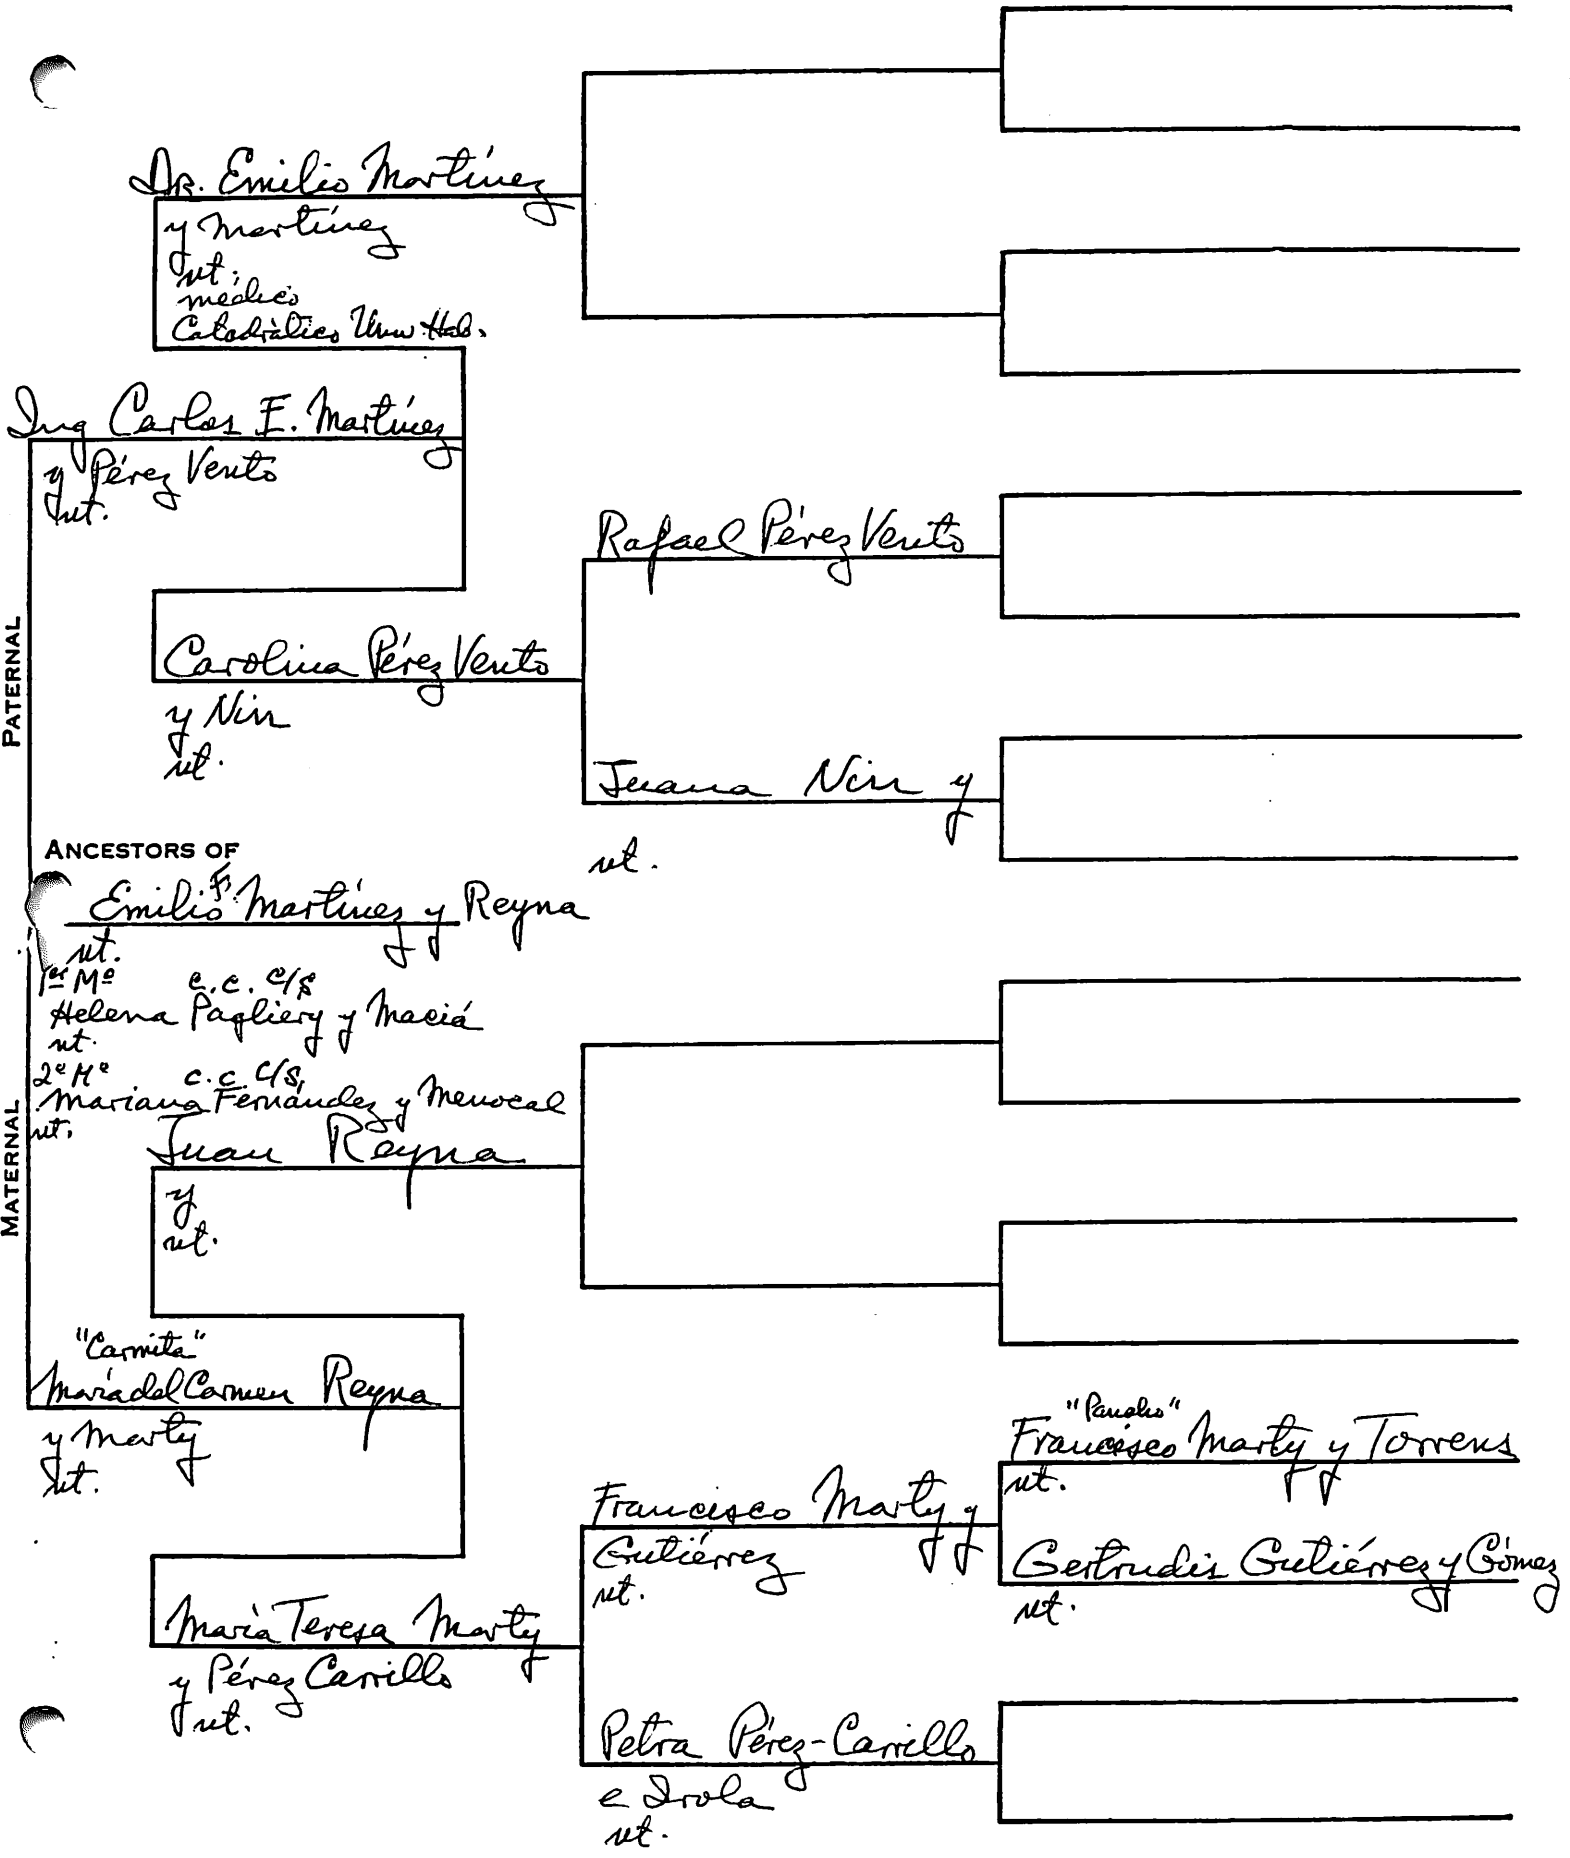 Dr. Emilio Martínez
y Martínez
nt.
médico
Catedrático Univ. Hab.
Ing Carlos E. Martínez
y Pérez Vento
nt.
Rafael Pérez Vento
Carolina Pérez Vento
y Nin
nt.
Juana Nin y
nt.
PATERNAL
ANCESTORS OF
Emilio F. Martínez y Reyna
nt.
1er Mo c.c. c/s
Helena Pagliery y Maciá
nt.
2o Mo c.c. c/s,
Mariana Fernández y Menocal
nt.
MATERNAL
Juan Reyna
y
nt.
"Carmita"
María del Carmen Reyna
y Marty
nt.
"Pancho"
Francisco Marty y Torrens
nt.
Francisco Marty y
Gutiérrez
nt.
Gertrudis Gutiérrez y Gómez
nt.
María Teresa Marty
y Pérez Carrillo
nt.
Petra Pérez-Carrillo
e Irola
nt.